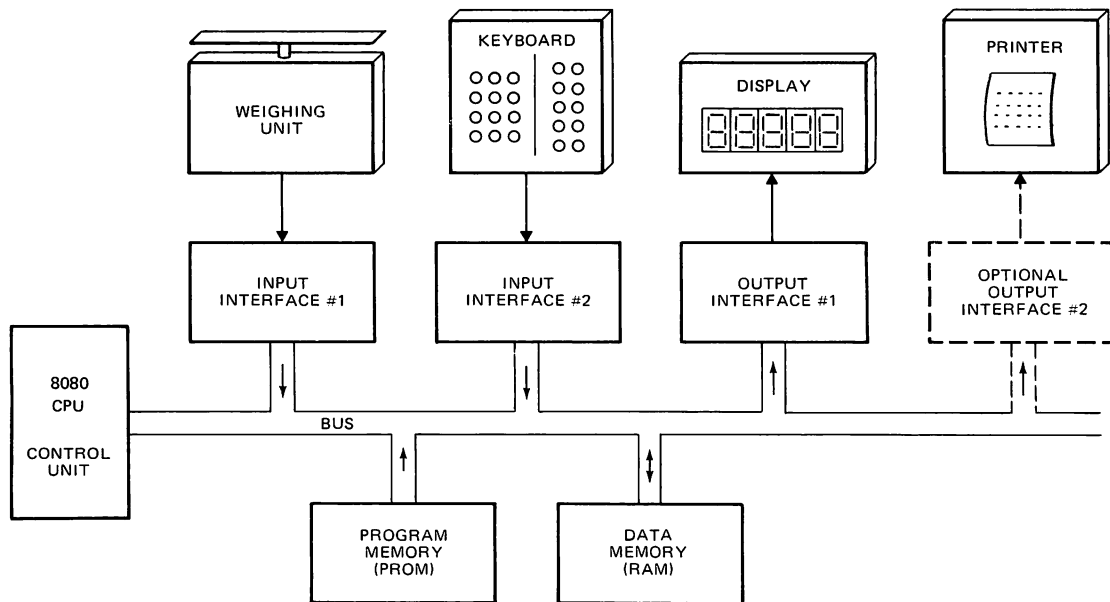 WEIGHING
UNIT
KEYBOARD
DISPLAY
PRINTER
INPUT
INTERFACE #1
INPUT
INTERFACE #2
OUTPUT
INTERFACE #1
OPTIONAL
OUTPUT
INTERFACE #2
8080
CPU
CONTROL
UNIT
BUS
PROGRAM
MEMORY
(PROM)
DATA
MEMORY
(RAM)